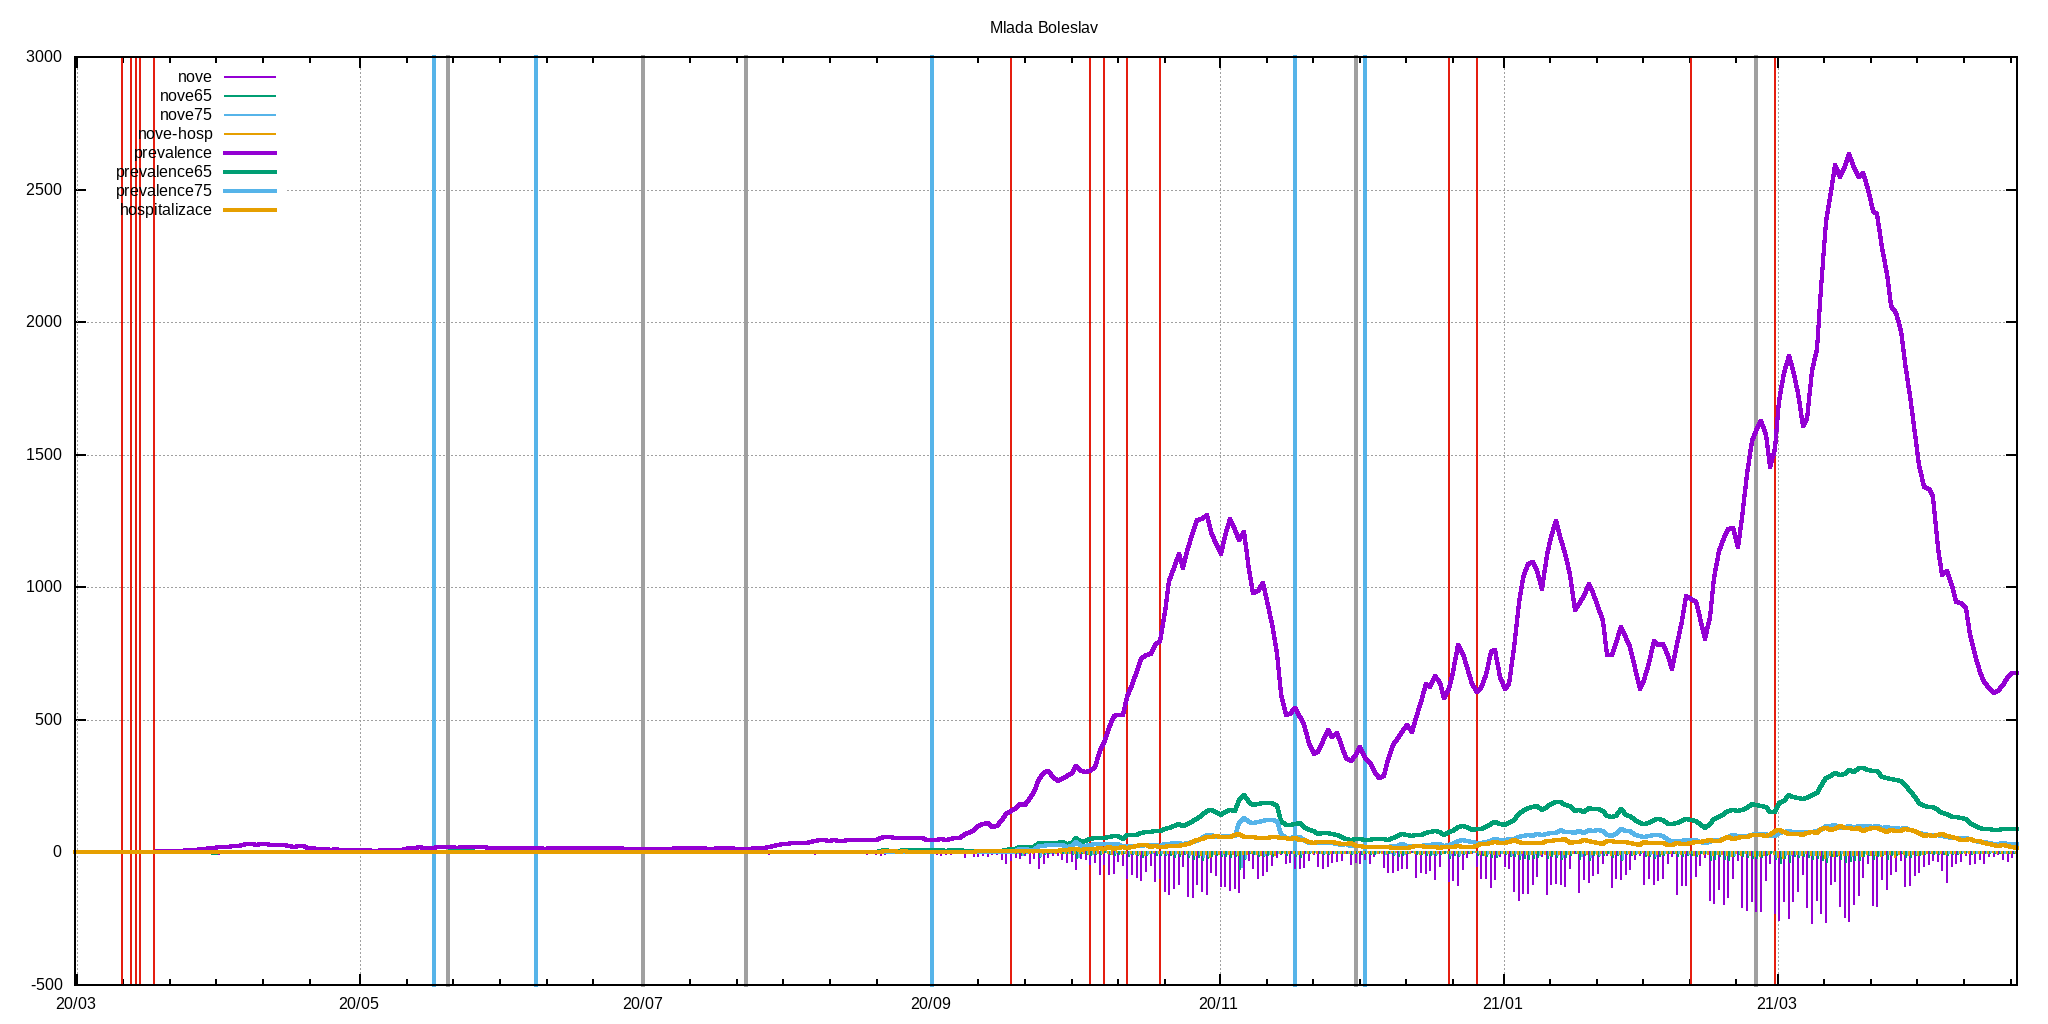 Mlada Boleslav
3000
2500
2000
1500
1000
500
0
-500
nove
nove65
nove75
nove-hosp
prevalence
prevalence65
prevalence75
hospitalizace
20/03 20/05 20/07 20/09 20/11 21/01 21/03